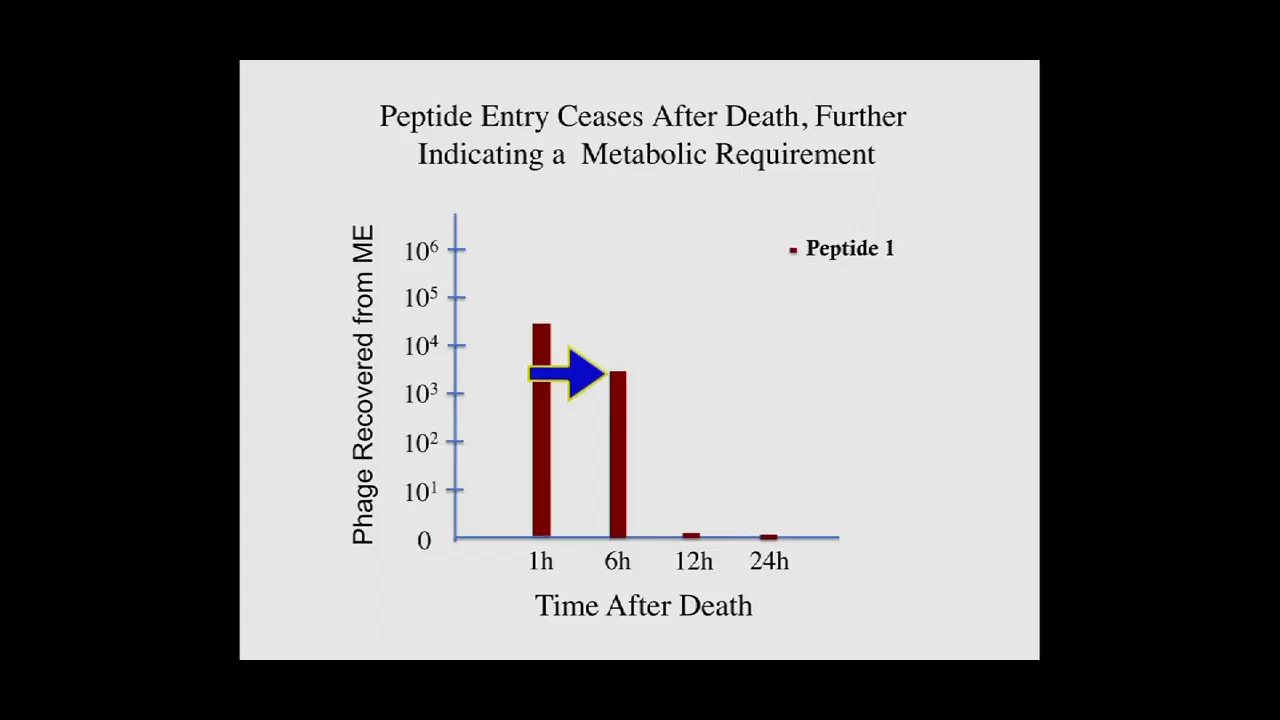 Peptide Entry Ceases After Death, Further
Indicating a Metabolic Requirement
Phage Recovered from ME
10⁶
10⁵
10⁴
10³
10²
10¹
0
Peptide 1
1h 6h 12h 24h
Time After Death